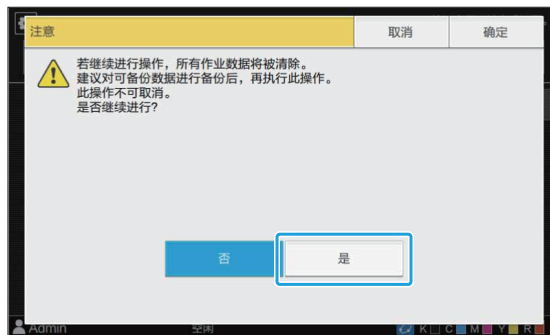 注意
取消
确定
若继续进行操作，所有作业数据将被清除。
建议对可备份数据进行备份后，再执行此操作。
此操作不可取消。
是否继续进行?
否
是
Admin
空闲
K C M Y R